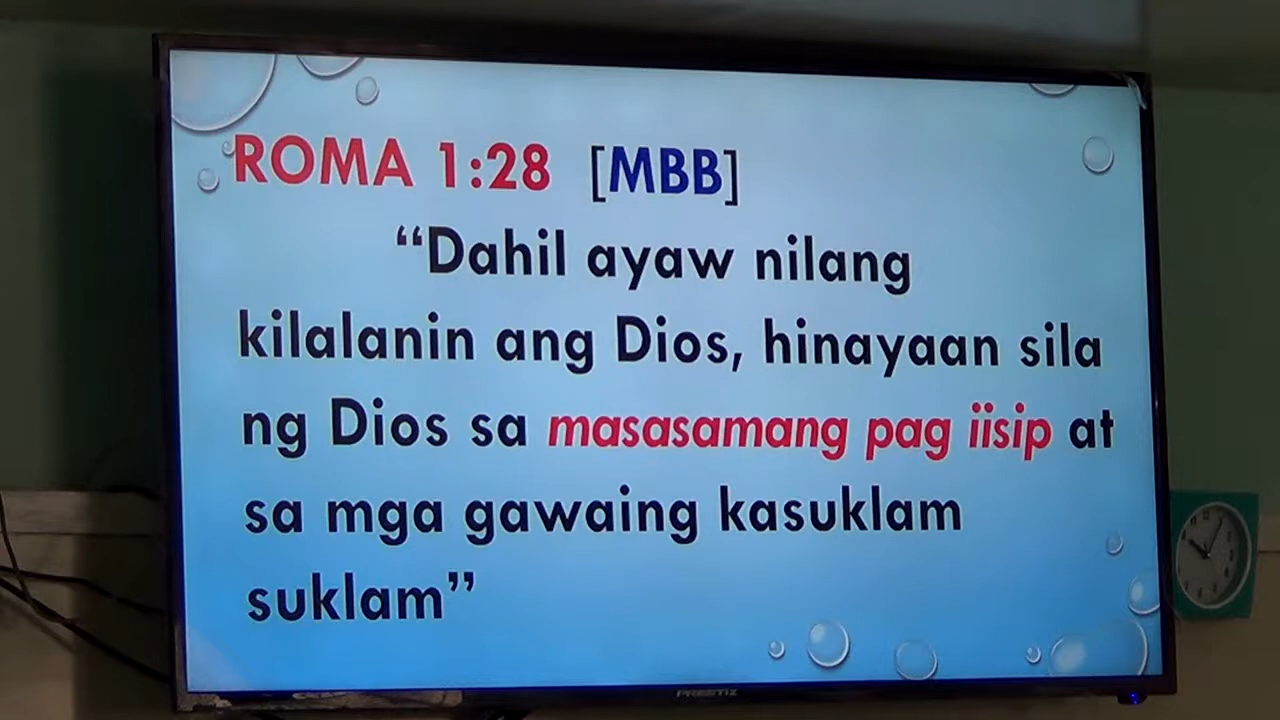 ROMA 1:28 [MBB]
“Dahil ayaw nilang
kilalanin ang Dios, hinayaan sila
ng Dios sa masasamang pag iisip at
sa mga gawaing kasuklam
suklam”
PRESTIZ